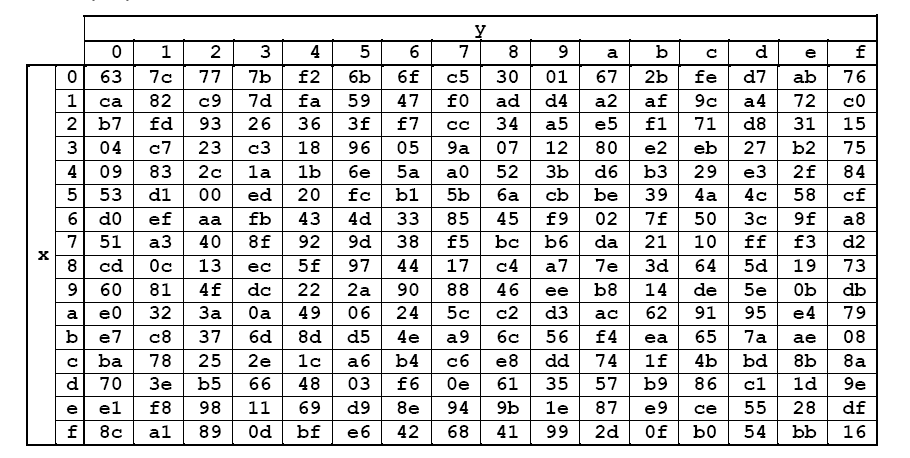 y
0 1 2 3 4 5 6 7 8 9 a b c d e f
0 63 7c 77 7b f2 6b 6f c5 30 01 67 2b fe d7 ab 76
1 ca 82 c9 7d fa 59 47 f0 ad d4 a2 af 9c a4 72 c0
2 b7 fd 93 26 36 3f f7 cc 34 a5 e5 f1 71 d8 31 15
3 04 c7 23 c3 18 96 05 9a 07 12 80 e2 eb 27 b2 75
4 09 83 2c 1a 1b 6e 5a a0 52 3b d6 b3 29 e3 2f 84
5 53 d1 00 ed 20 fc b1 5b 6a cb be 39 4a 4c 58 cf
6 d0 ef aa fb 43 4d 33 85 45 f9 02 7f 50 3c 9f a8
7 51 a3 40 8f 92 9d 38 f5 bc b6 da 21 10 ff f3 d2
x
8 cd 0c 13 ec 5f 97 44 17 c4 a7 7e 3d 64 5d 19 73
9 60 81 4f dc 22 2a 90 88 46 ee b8 14 de 5e 0b db
a e0 32 3a 0a 49 06 24 5c c2 d3 ac 62 91 95 e4 79
b e7 c8 37 6d 8d d5 4e a9 6c 56 f4 ea 65 7a ae 08
c ba 78 25 2e 1c a6 b4 c6 e8 dd 74 1f 4b bd 8b 8a
d 70 3e b5 66 48 03 f6 0e 61 35 57 b9 86 c1 1d 9e
e e1 f8 98 11 69 d9 8e 94 9b 1e 87 e9 ce 55 28 df
f 8c a1 89 0d bf e6 42 68 41 99 2d 0f b0 54 bb 16